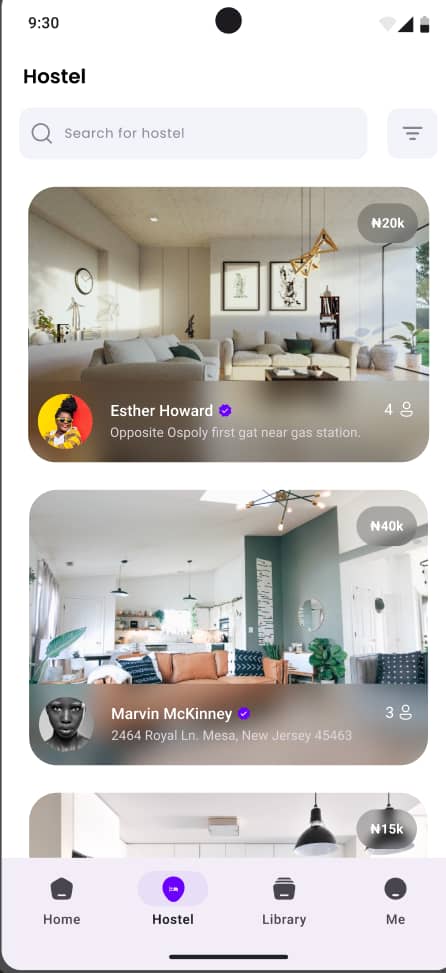 9:30
Hostel
Search for hostel
₦20k
Esther Howard
4
Opposite Ospoly first gat near gas station.
₦40k
Marvin McKinney
3
2464 Royal Ln. Mesa, New Jersey 45463
₦15k
Home
Hostel
Library
Me